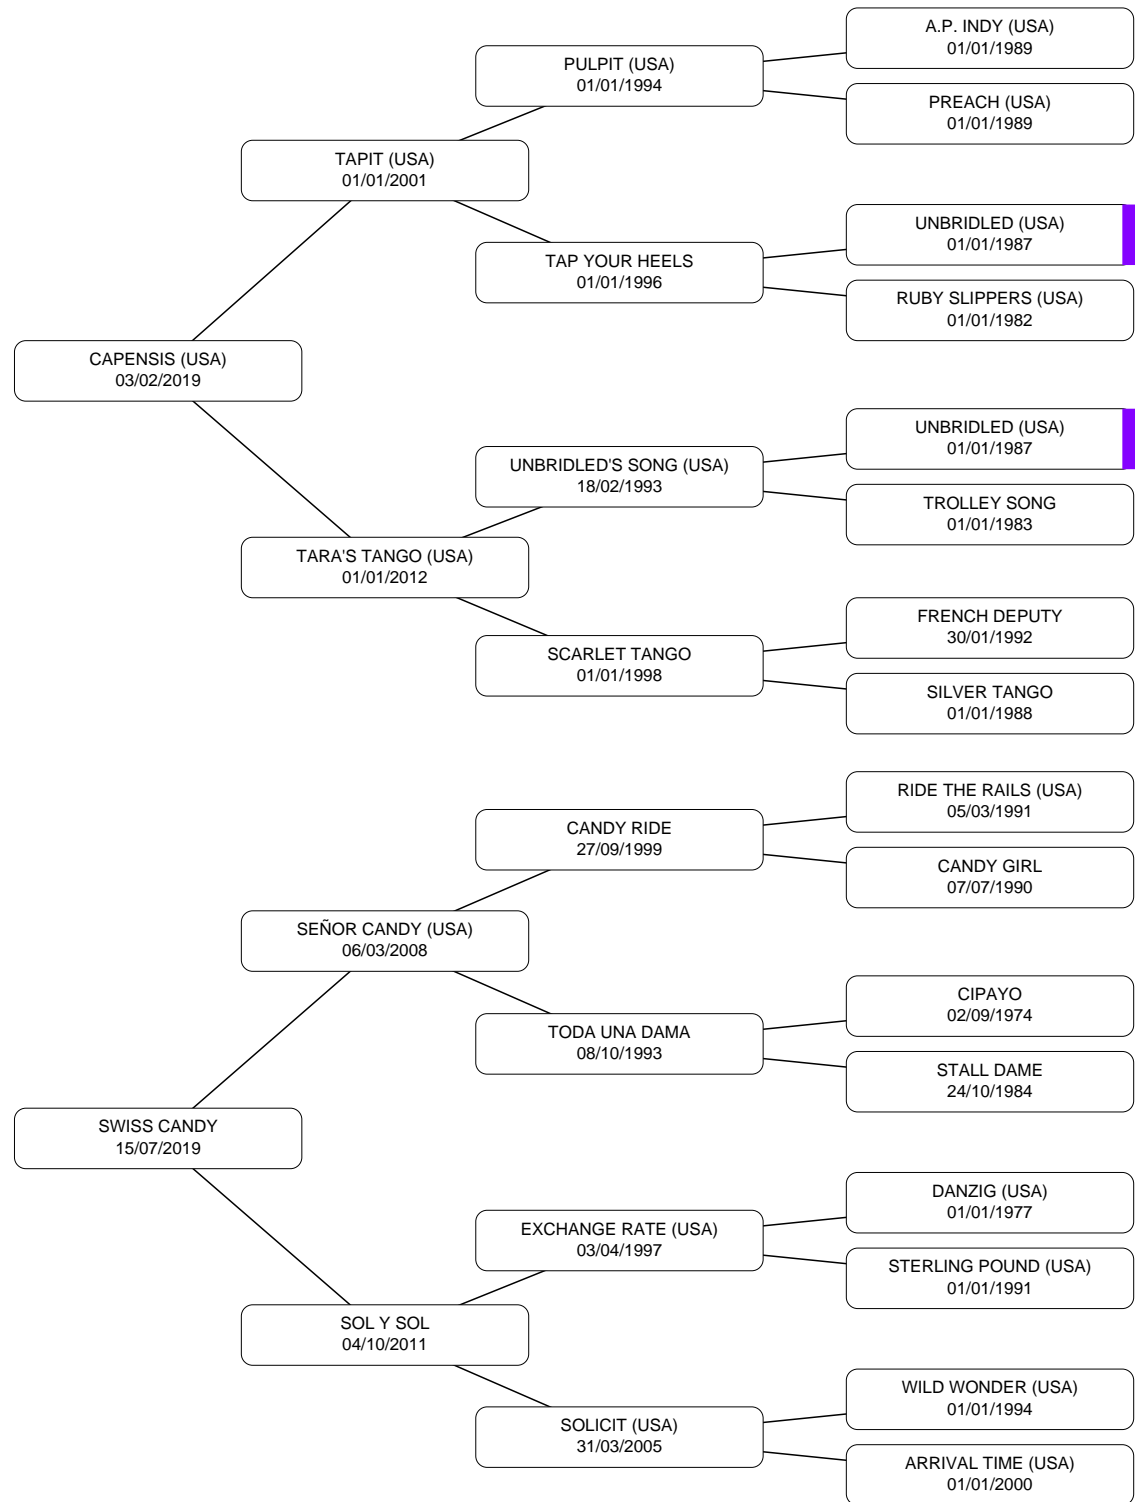 A.P. INDY (USA)
01/01/1989
PULPIT (USA)
01/01/1994
PREACH (USA)
01/01/1989
TAPIT (USA)
01/01/2001
UNBRIDLED (USA)
01/01/1987
TAP YOUR HEELS
01/01/1996
RUBY SLIPPERS (USA)
01/01/1982
CAPENSIS (USA)
03/02/2019
UNBRIDLED (USA)
01/01/1987
UNBRIDLED'S SONG (USA)
18/02/1993
TROLLEY SONG
01/01/1983
TARA'S TANGO (USA)
01/01/2012
FRENCH DEPUTY
30/01/1992
SCARLET TANGO
01/01/1998
SILVER TANGO
01/01/1988
RIDE THE RAILS (USA)
05/03/1991
CANDY RIDE
27/09/1999
CANDY GIRL
07/07/1990
SEÑOR CANDY (USA)
06/03/2008
CIPAYO
02/09/1974
TODA UNA DAMA
08/10/1993
STALL DAME
24/10/1984
SWISS CANDY
15/07/2019
DANZIG (USA)
01/01/1977
EXCHANGE RATE (USA)
03/04/1997
STERLING POUND (USA)
01/01/1991
SOL Y SOL
04/10/2011
WILD WONDER (USA)
01/01/1994
SOLICIT (USA)
31/03/2005
ARRIVAL TIME (USA)
01/01/2000